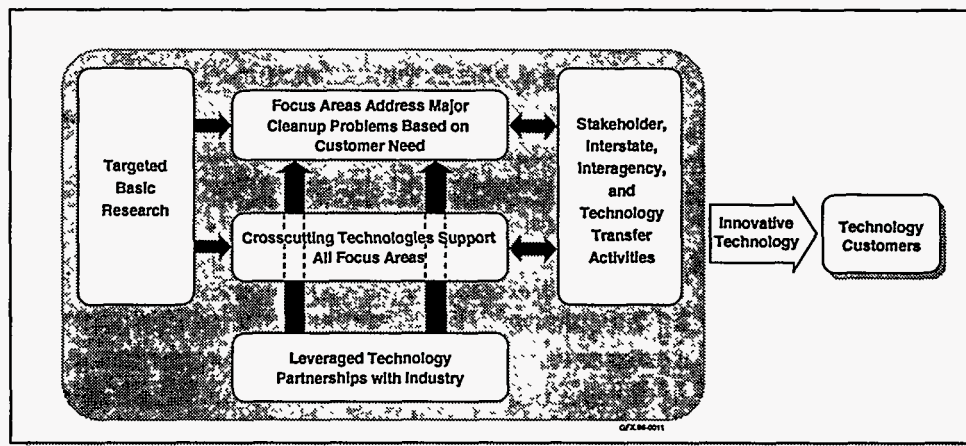 Targeted
Basic
Research
Focus Areas Address Major
Cleanup Problems Based on
Customer Need
Crosscutting Technologies Support
All Focus Areas
Leveraged Technology
Partnerships with Industry
Stakeholder,
Interstate,
Interagency,
and
Technology
Transfer
Activities
Innovative
Technology
Technology
Customers